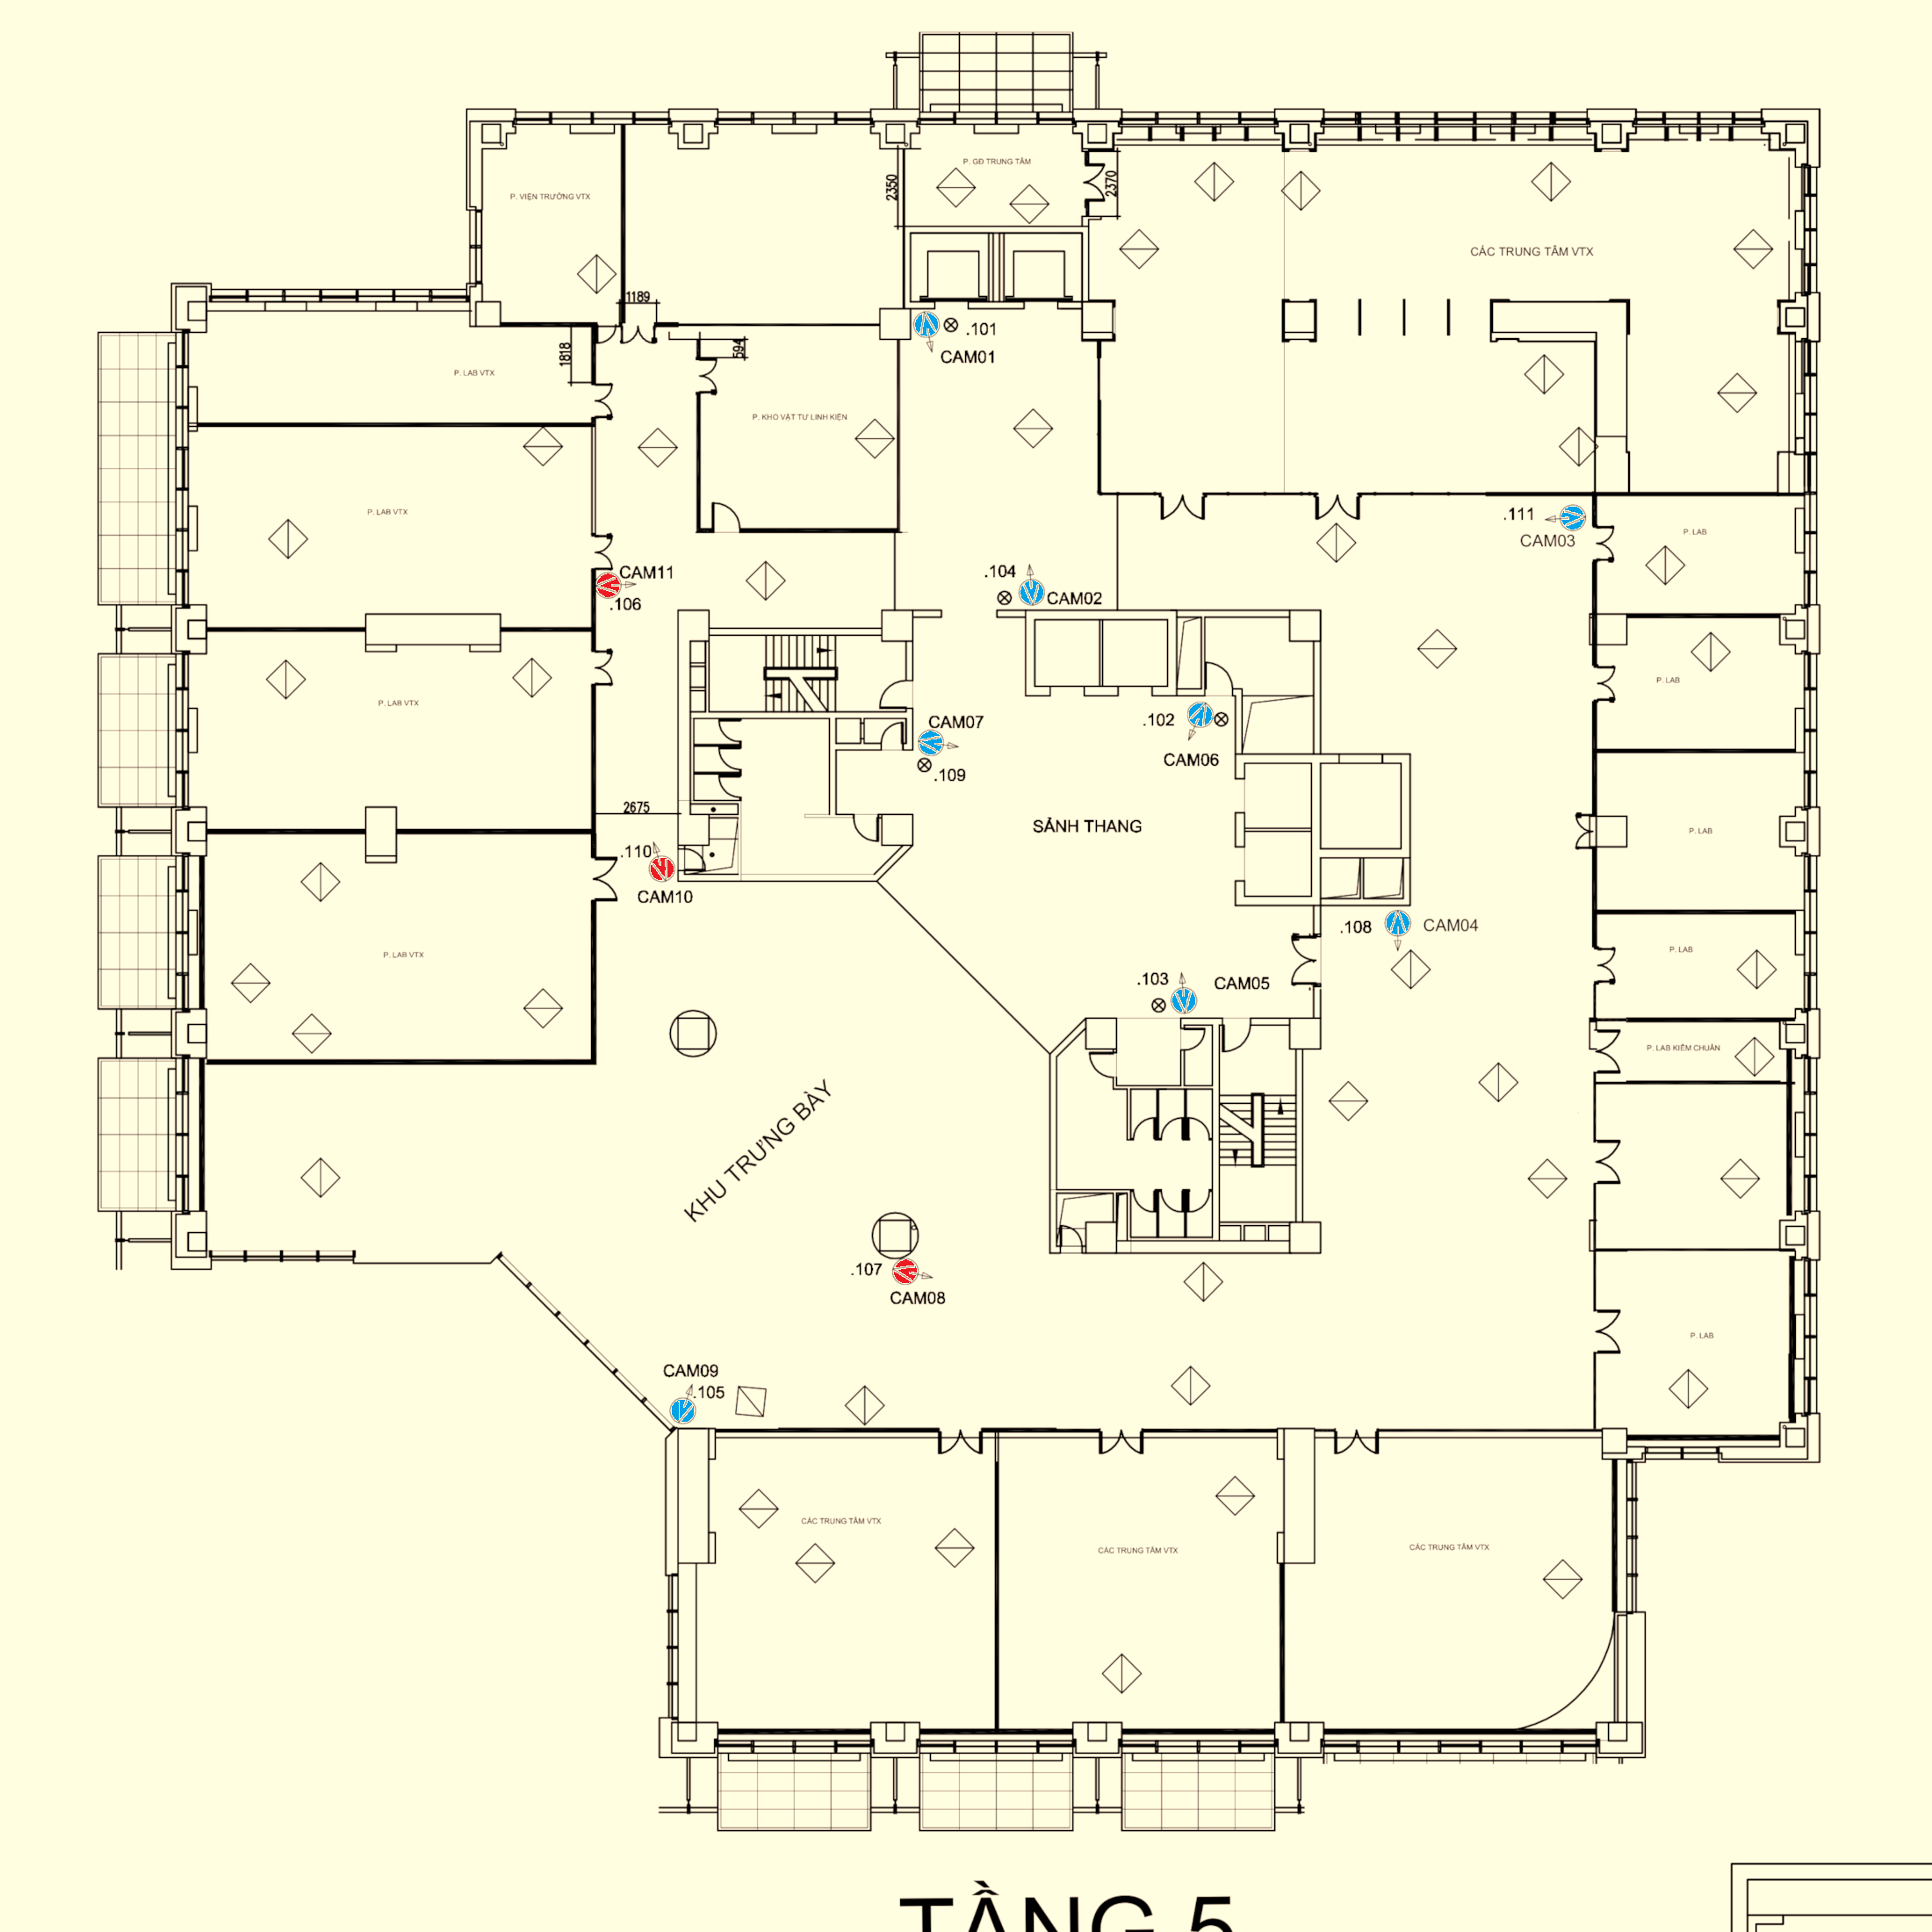 P. GĐ TRUNG TÂM
2350
2370
P. VIỆN TRƯỞNG VTX
CÁC TRUNG TÂM VTX
1189
.101
CAM01
594
1818
P. LAB VTX
P. KHO VẬT TƯ LINH KIỆN
P. LAB VTX
.111
CAM03
P. LAB
CAM11
.106
.104
CAM02
P. LAB
P. LAB VTX
CAM07
.109
.102
CAM06
2675
SẢNH THANG
P. LAB
.110
CAM10
.108
CAM04
P. LAB VTX
P. LAB
.103
CAM05
P. LAB KIỂM CHUẨN
KHU TRƯNG BÀY
.107
CAM08
P. LAB
CAM09
.105
CÁC TRUNG TÂM VTX
CÁC TRUNG TÂM VTX
CÁC TRUNG TÂM VTX
TẦNG 5